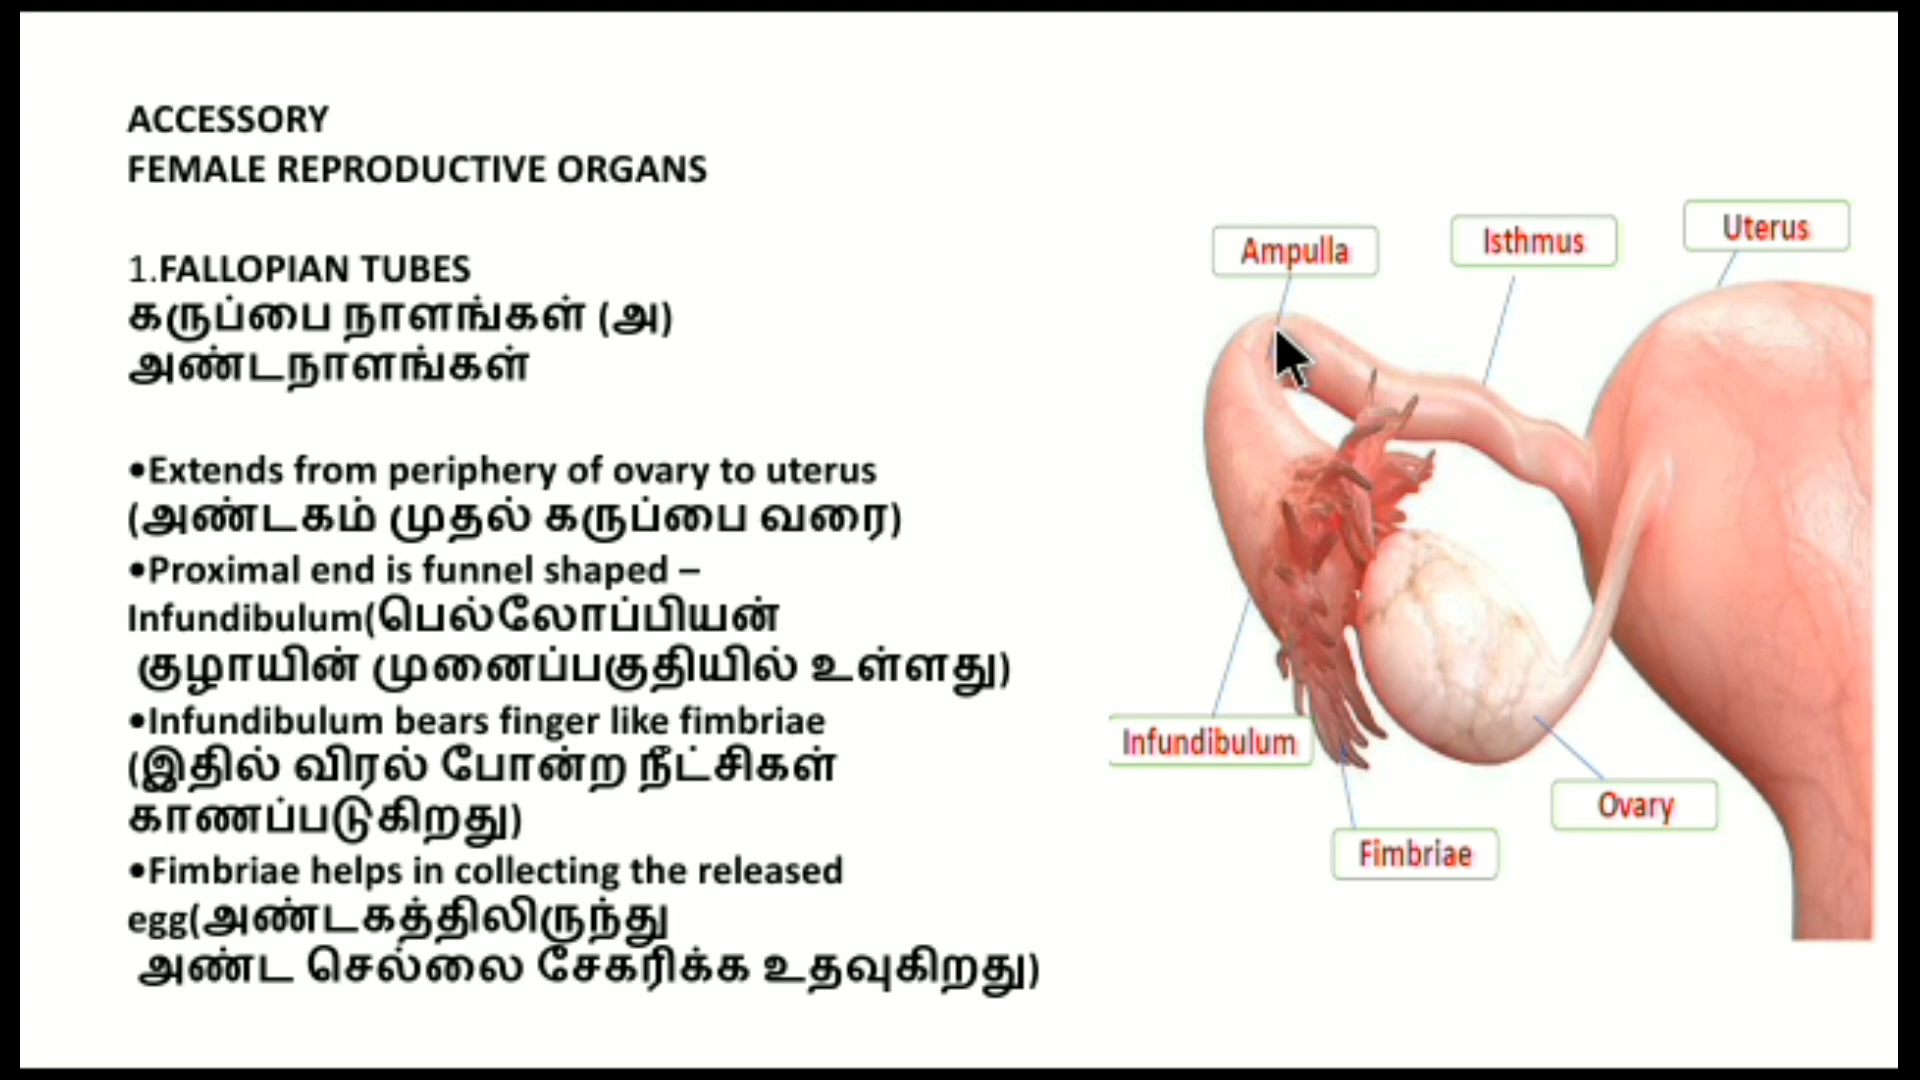 ACCESSORY
FEMALE REPRODUCTIVE ORGANS
1.FALLOPIAN TUBES
கருப்பை நாளங்கள் (அ)
அண்டநாளங்கள்
•Extends from periphery of ovary to uterus
(அண்டகம் முதல் கருப்பை வரை)
•Proximal end is funnel shaped –
Infundibulum(பெல்லோப்பியன்
குழாயின் முனைப்பகுதியில் உள்ளது)
•Infundibulum bears finger like fimbriae
(இதில் விரல் போன்ற நீட்சிகள்
காணப்படுகிறது)
•Fimbriae helps in collecting the released
egg(அண்டகத்திலிருந்து
அண்ட செல்லை சேகரிக்க உதவுகிறது)
Ampulla
Isthmus
Uterus
Infundibulum
Ovary
Fimbriae